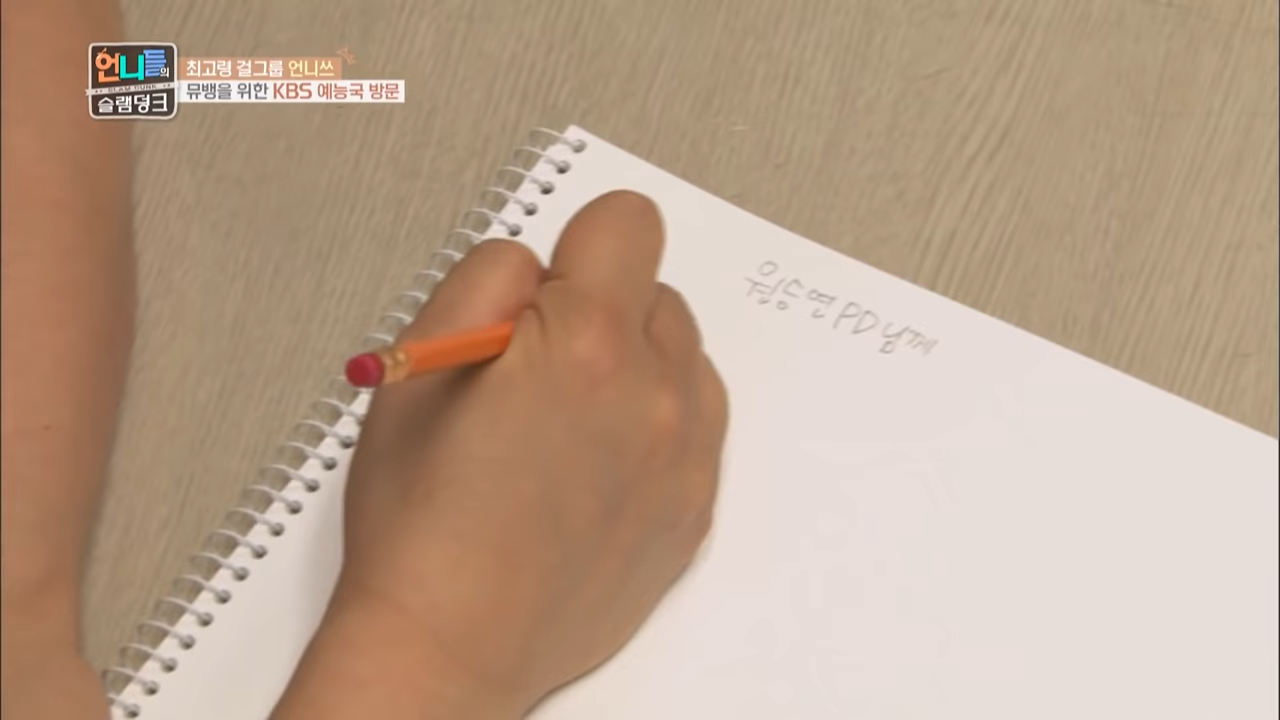 언니들의
SLAM DUNK
슬램덩크
최고령 걸그룹 언니쓰
뮤뱅을 위한 KBS 예능국 방문
원승연 PD님께